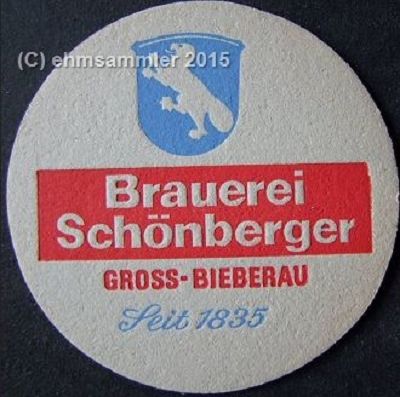 (C) ehmsammler 2015
Brauerei
Schönberger
GROSS-BIEBERAU
Seit 1835